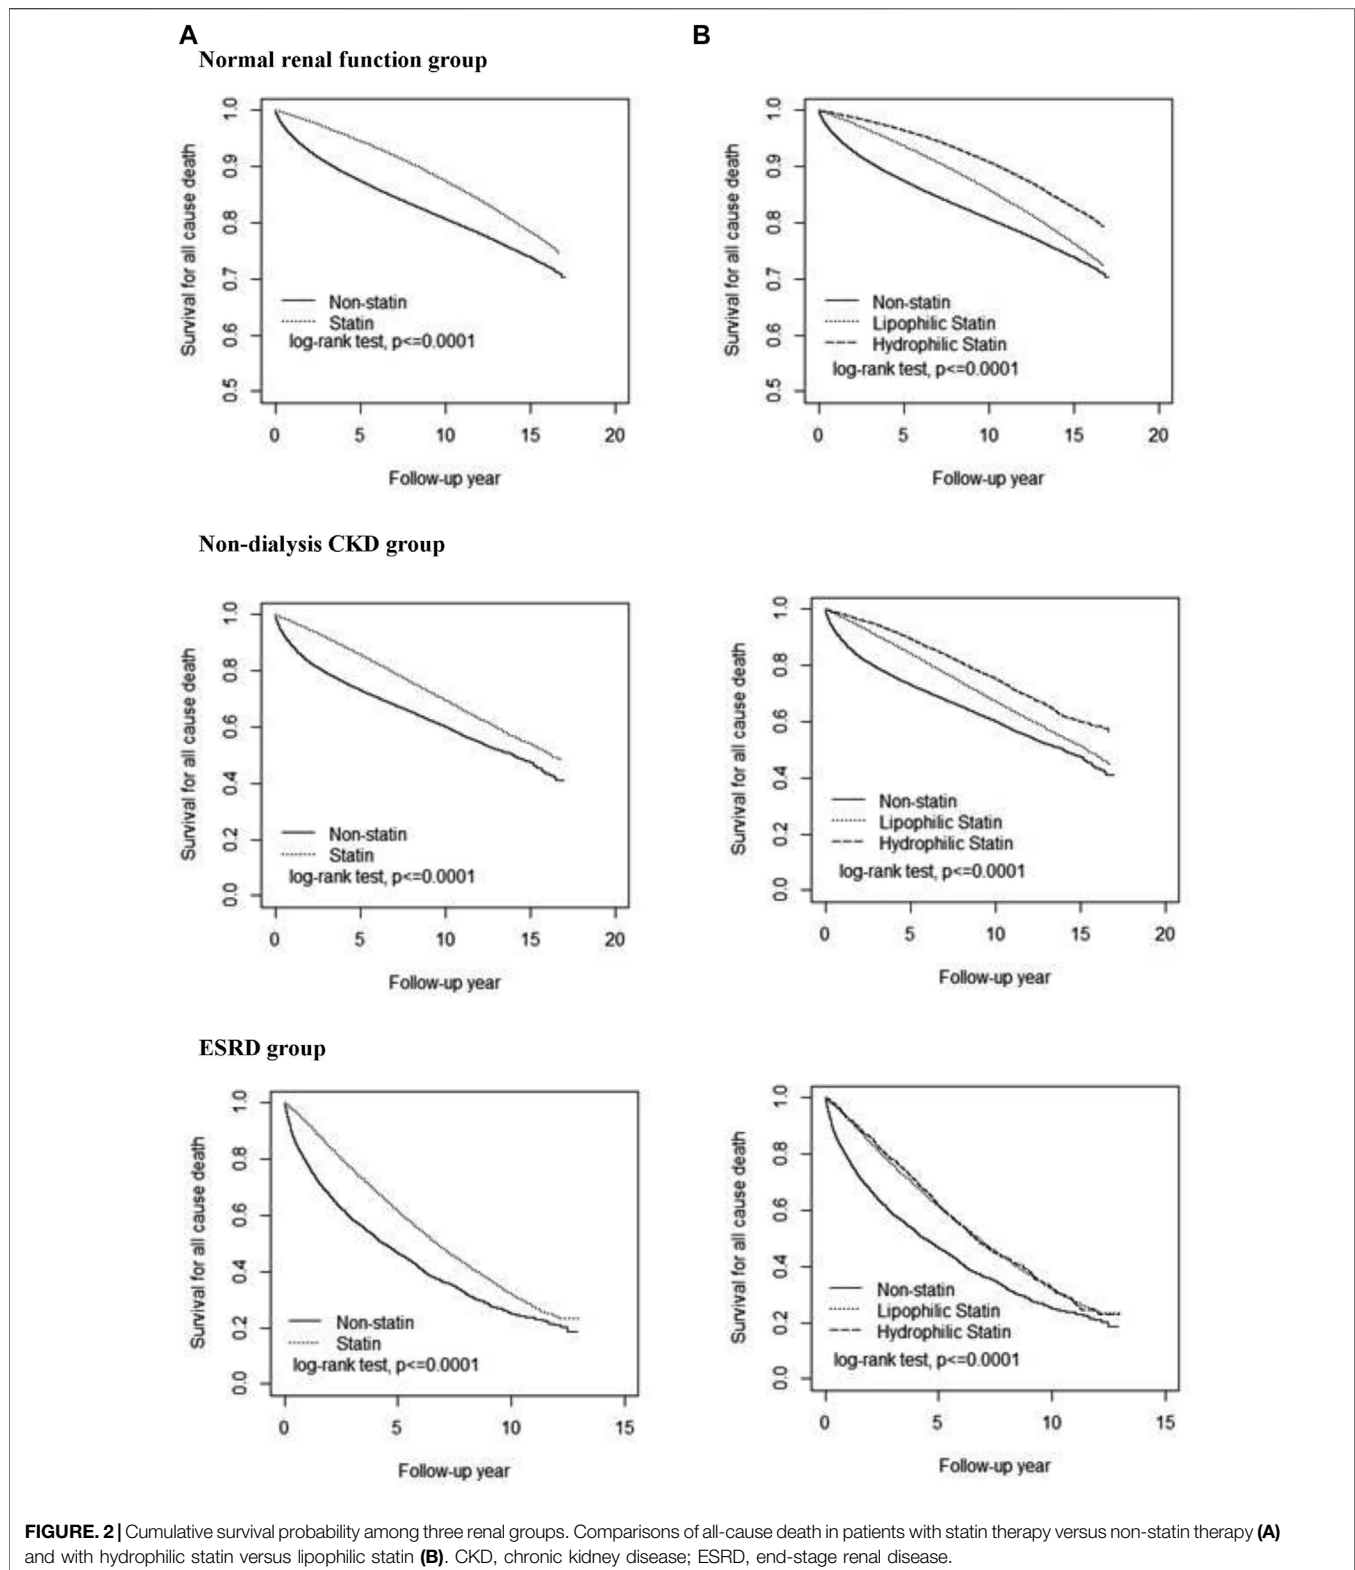 A
B
Normal renal function group
Survival for all cause death
1.0
0.9
0.8
0.7
0.6
0.5
Non-statin
Statin
log-rank test, p<=0.0001
0 5 10 15 20
Follow-up year
Survival for all cause death
1.0
0.9
0.8
0.7
0.6
0.5
Non-statin
Lipophilic Statin
Hydrophilic Statin
log-rank test, p<=0.0001
0 5 10 15 20
Follow-up year
Non-dialysis CKD group
Survival for all cause death
1.0
0.8
0.6
0.4
0.2
0.0
Non-statin
Statin
log-rank test, p<=0.0001
0 5 10 15 20
Follow-up year
Survival for all cause death
1.0
0.8
0.6
0.4
0.2
0.0
Non-statin
Lipophilic Statin
Hydrophilic Statin
log-rank test, p<=0.0001
0 5 10 15 20
Follow-up year
ESRD group
Survival for all cause death
1.0
0.8
0.6
0.4
0.2
0.0
Non-statin
Statin
log-rank test, p<=0.0001
0 5 10 15
Follow-up year
Survival for all cause death
1.0
0.8
0.6
0.4
0.2
0.0
Non-statin
Lipophilic Statin
Hydrophilic Statin
log-rank test, p<=0.0001
0 5 10 15
Follow-up year
FIGURE. 2 | Cumulative survival probability among three renal groups. Comparisons of all-cause death in patients with statin therapy versus non-statin therapy (A)
and with hydrophilic statin versus lipophilic statin (B). CKD, chronic kidney disease; ESRD, end-stage renal disease.